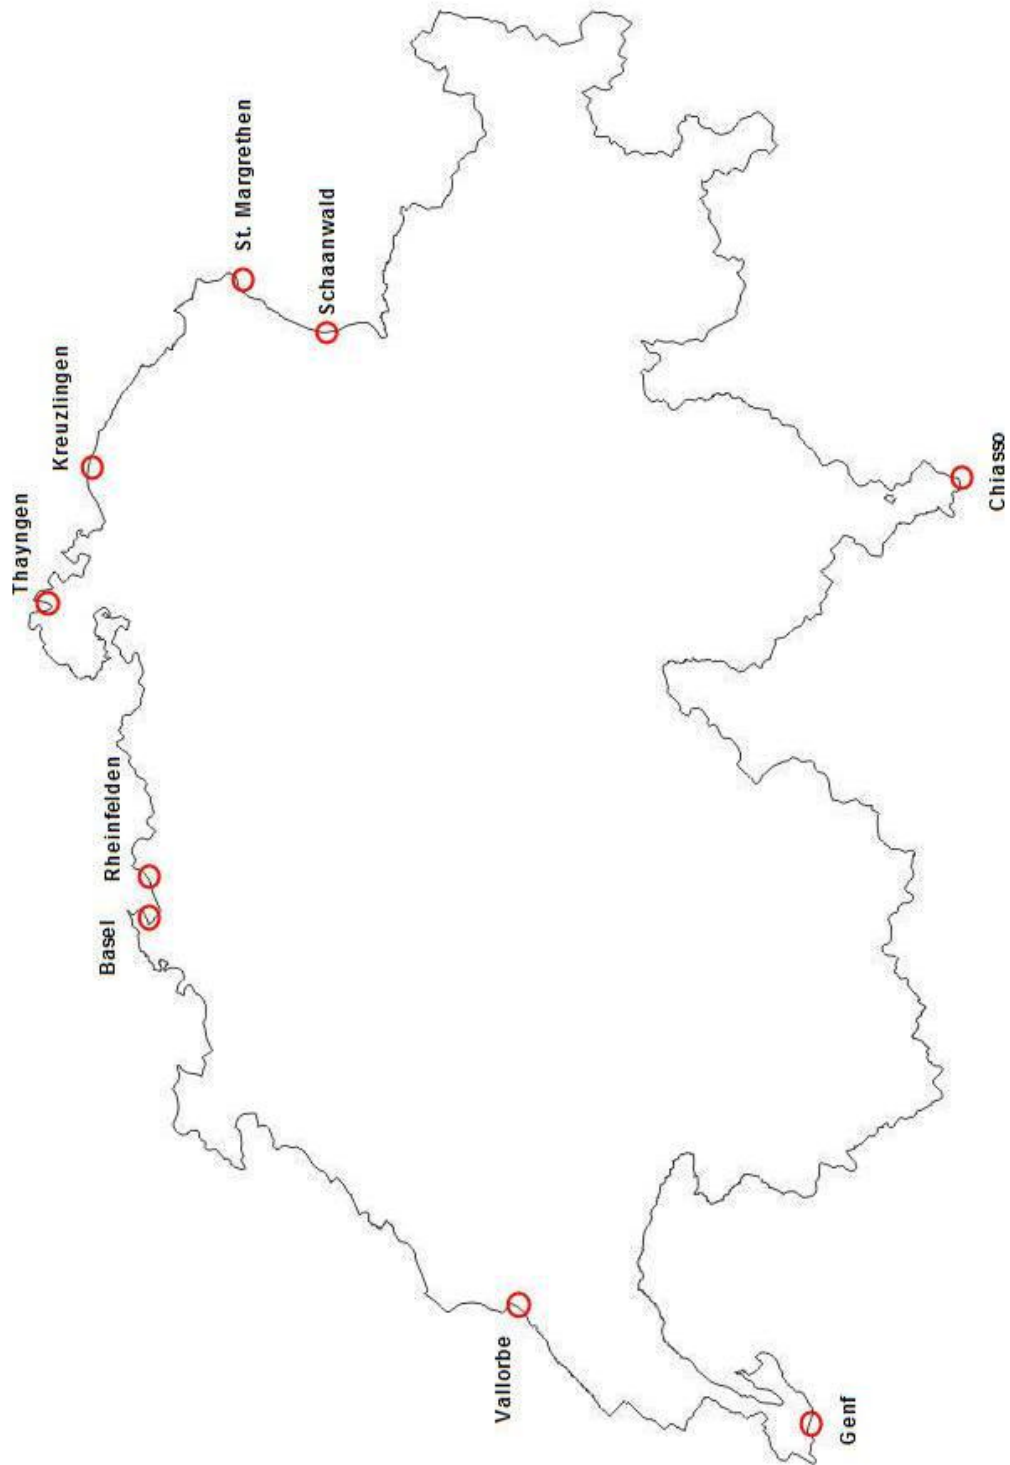 Thayngen
Kreuzlingen
St. Margrethen
Schaanwald
Rheinfelden
Basel
Vallorbe
Genf
Chiasso